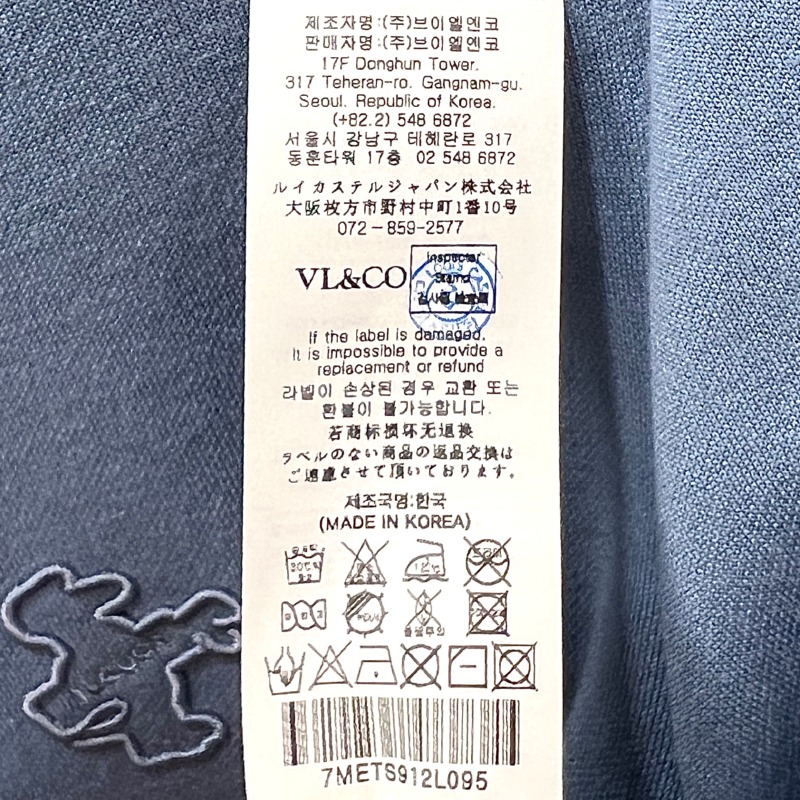 제조자명:(주)브이엘엔코
판매자명:(주)브이엘엔코
17F Donghun Tower.
317 Teheran-ro. Gangnam-gu.
Seoul. Republic of Korea.
(+82.2) 548 6872
서울시 강남구 테헤란로 317
동훈타워 17층 02 548 6872
ルイカステルジャパン株式会社
大阪枚方市野村中町1番10号
072-859-2577
VL&CO
Inspector
Stamp
If the label is damaged.
It is impossible to provide a
replacement or refund
라벨이 손상된 경우 교환 또는
환불이 불가능합니다.
若商标损坏无退换
ラベルのない商品の返品交換は
ご遠慮させて頂いております。
제조국명:한국
(MADE IN KOREA)
7METS912L095